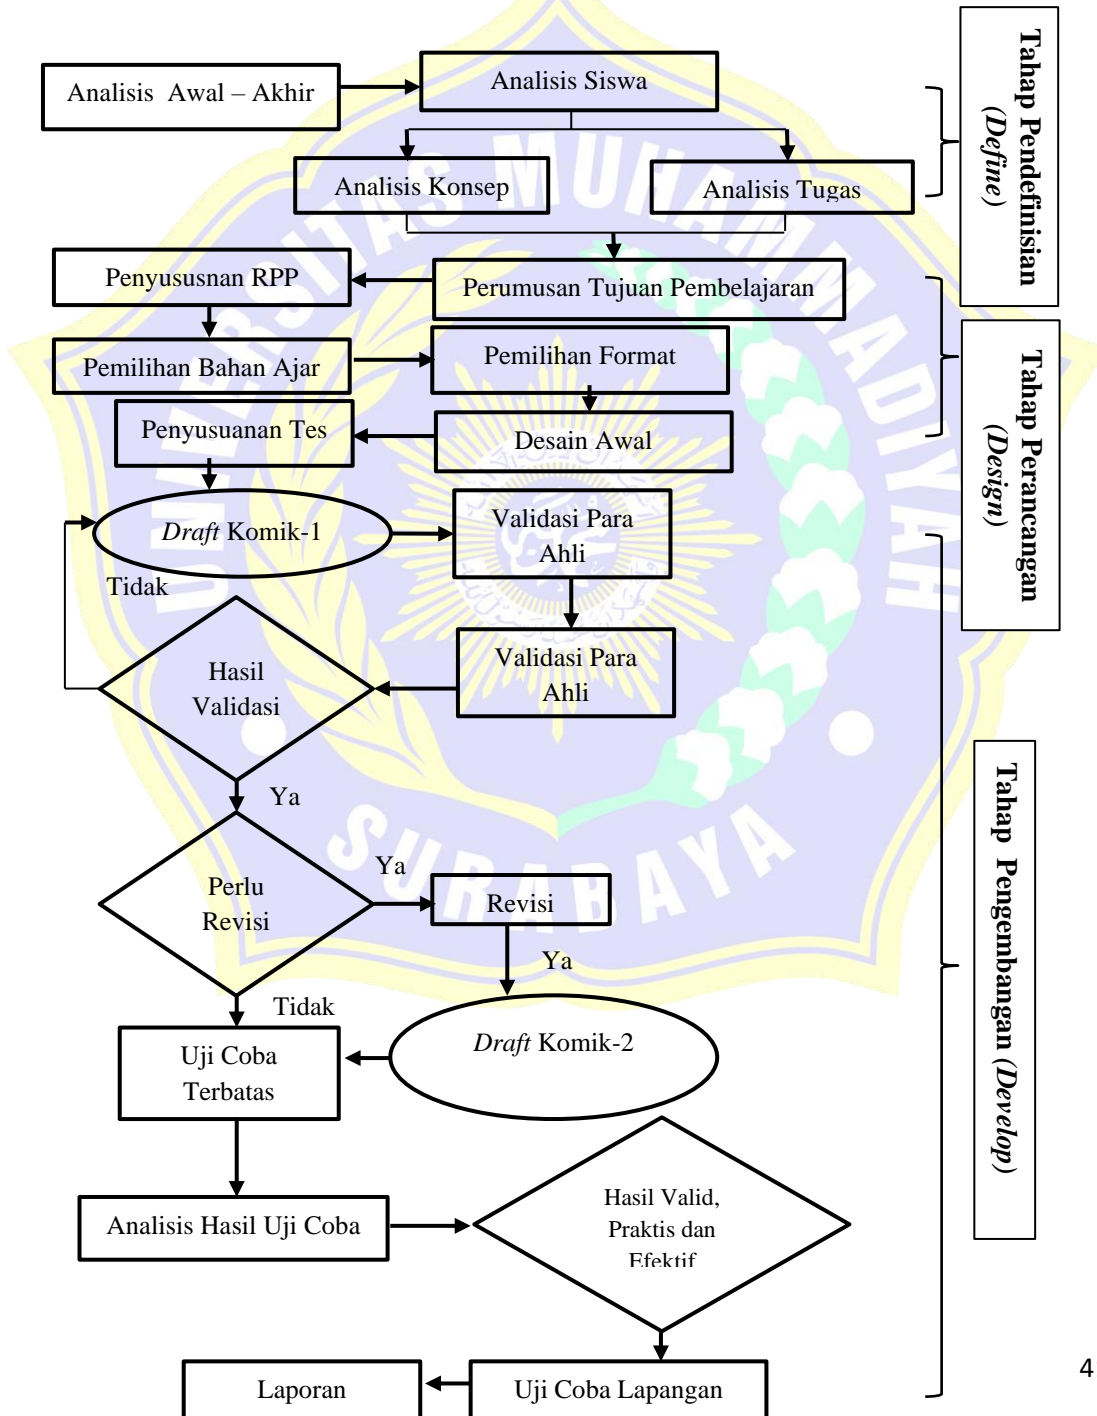 Analisis Awal – Akhir
Analisis Siswa
Analisis Konsep
Analisis Tugas
Tahap Pendefinisian
(Define)
Penyususnan RPP
Perumusan Tujuan Pembelajaran
Pemilihan Bahan Ajar
Pemilihan Format
Penyusuanan Tes
Desain Awal
Tahap Perancangan
(Design)
Draft Komik-1
Validasi Para
Ahli
Tidak
Validasi Para
Ahli
Hasil
Validasi
Ya
Perlu
Revisi
Ya
Revisi
Ya
Tidak
Draft Komik-2
Uji Coba
Terbatas
Tahap Pengembangan (Develop)
Analisis Hasil Uji Coba
Hasil Valid,
Praktis dan
Efektif
Laporan
Uji Coba Lapangan
4
UNIVERSITAS MUHAMMADIYAH
SURABAYA